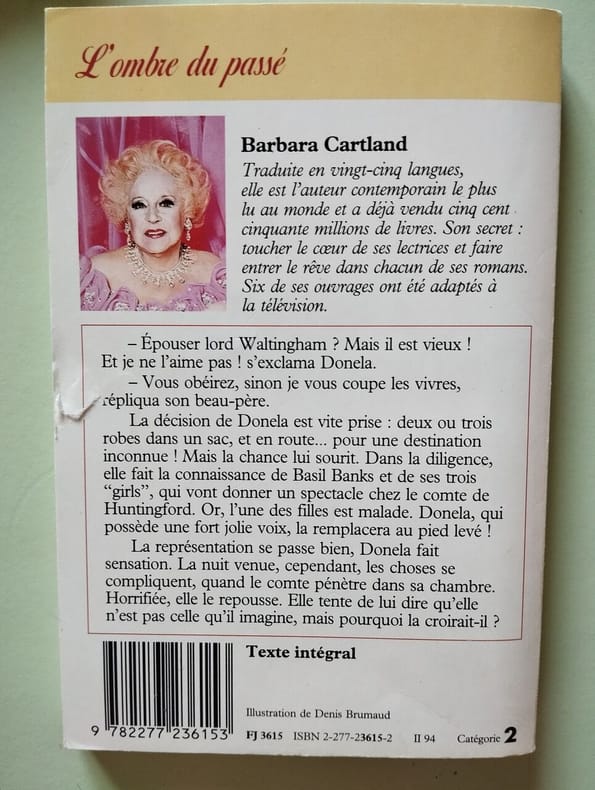 L'ombre du passé
Barbara Cartland
Traduite en vingt-cinq langues,
elle est l'auteur contemporain le plus
lu au monde et a déjà vendu cinq cent
cinquante millions de livres. Son secret :
toucher le cœur de ses lectrices et faire
entrer le rêve dans chacun de ses romans.
Six de ses ouvrages ont été adaptés à
la télévision.
– Épouser lord Waltingham ? Mais il est vieux !
Et je ne l'aime pas ! s'exclama Donela.
– Vous obéirez, sinon je vous coupe les vivres,
répliqua son beau-père.
La décision de Donela est vite prise : deux ou trois
robes dans un sac, et en route... pour une destination
inconnue ! Mais la chance lui sourit. Dans la diligence,
elle fait la connaissance de Basil Banks et de ses trois
“girls”, qui vont donner un spectacle chez le comte de
Huntingford. Or, l'une des filles est malade. Donela, qui
possède une fort jolie voix, la remplacera au pied levé !
La représentation se passe bien, Donela fait
sensation. La nuit venue, cependant, les choses se
compliquent, quand le comte pénètre dans sa chambre.
Horrifiée, elle le repousse. Elle tente de lui dire qu'elle
n'est pas celle qu'il imagine, mais pourquoi la croirait-il ?
Texte intégral
Illustration de Denis Brumaud
9 782277 236153
FJ 3615 ISBN 2-277-23615-2 II 94 Catégorie 2